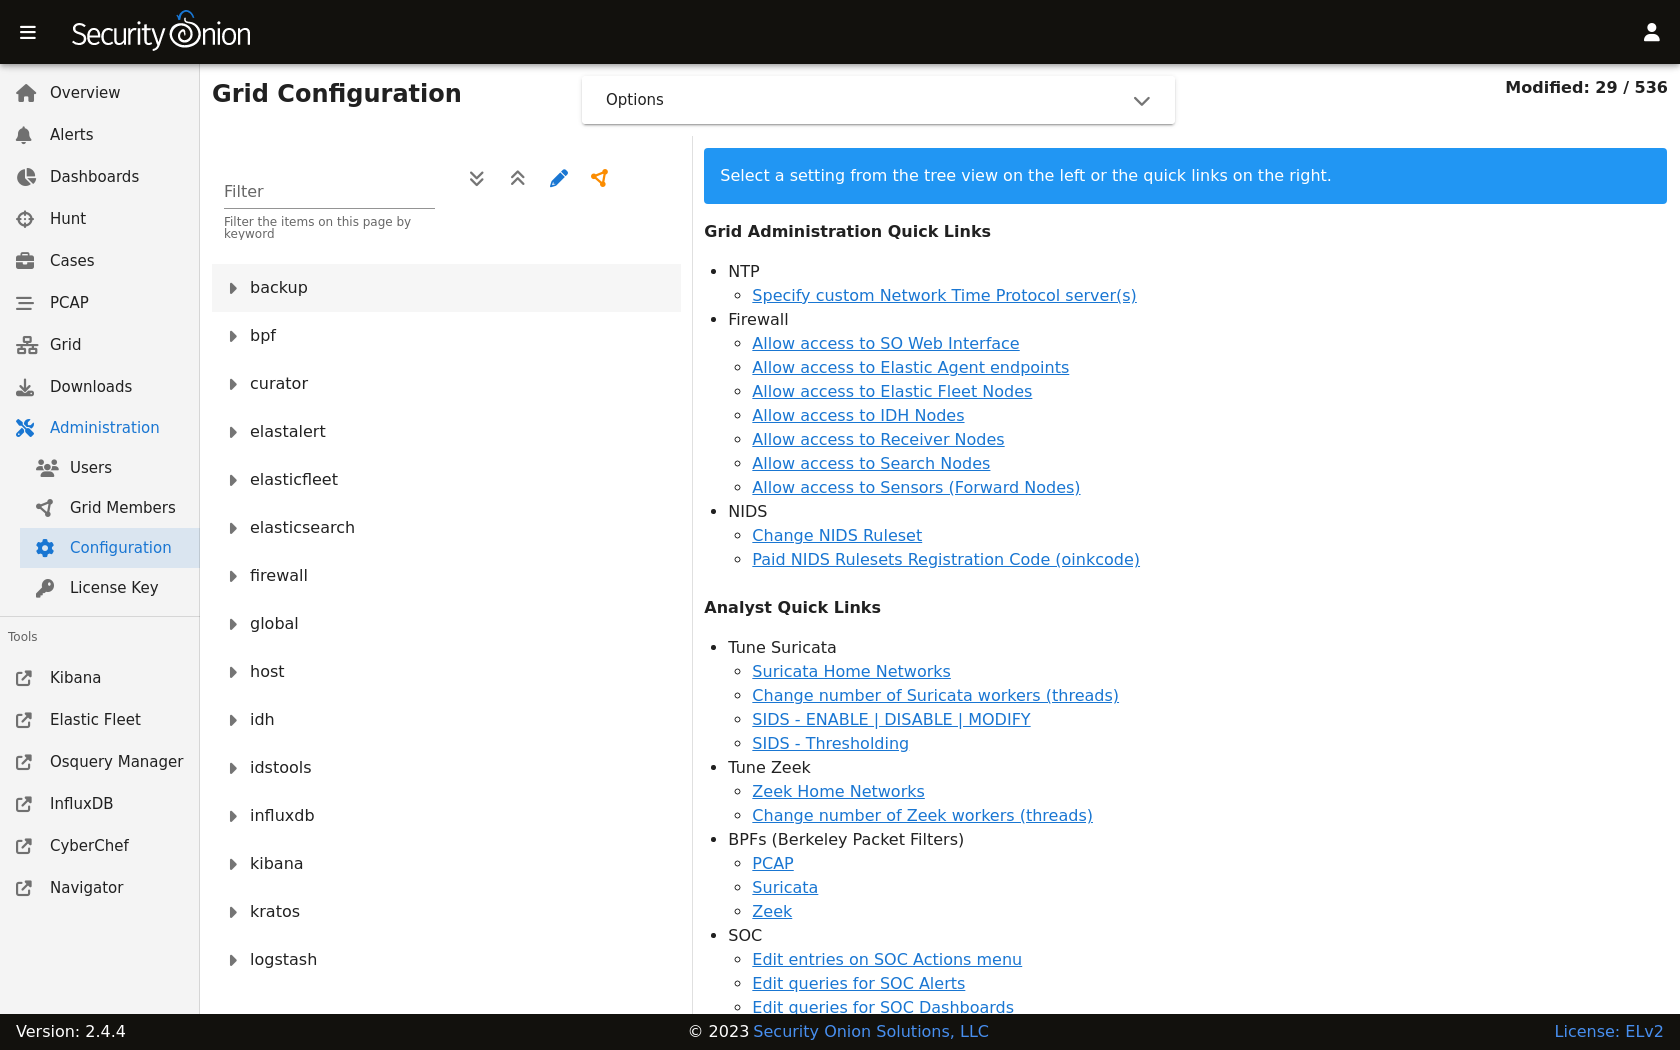 Security Onion
Overview
Alerts
Dashboards
Hunt
Cases
PCAP
Grid
Downloads
Administration
Users
Grid Members
Configuration
License Key
Tools
Kibana
Elastic Fleet
Osquery Manager
InfluxDB
CyberChef
Navigator
Grid Configuration
Options
Modified: 29 / 536
Filter
Filter the items on this page by
keyword
backup
bpf
curator
elastalert
elasticfleet
elasticsearch
firewall
global
host
idh
idstools
influxdb
kibana
kratos
logstash
Select a setting from the tree view on the left or the quick links on the right.
Grid Administration Quick Links
NTP
Specify custom Network Time Protocol server(s)
Firewall
Allow access to SO Web Interface
Allow access to Elastic Agent endpoints
Allow access to Elastic Fleet Nodes
Allow access to IDH Nodes
Allow access to Receiver Nodes
Allow access to Search Nodes
Allow access to Sensors (Forward Nodes)
NIDS
Change NIDS Ruleset
Paid NIDS Rulesets Registration Code (oinkcode)
Analyst Quick Links
Tune Suricata
Suricata Home Networks
Change number of Suricata workers (threads)
SIDS - ENABLE | DISABLE | MODIFY
SIDS - Thresholding
Tune Zeek
Zeek Home Networks
Change number of Zeek workers (threads)
BPFs (Berkeley Packet Filters)
PCAP
Suricata
Zeek
SOC
Edit entries on SOC Actions menu
Edit queries for SOC Alerts
Edit queries for SOC Dashboards
Version: 2.4.4
© 2023 Security Onion Solutions, LLC
License: ELv2